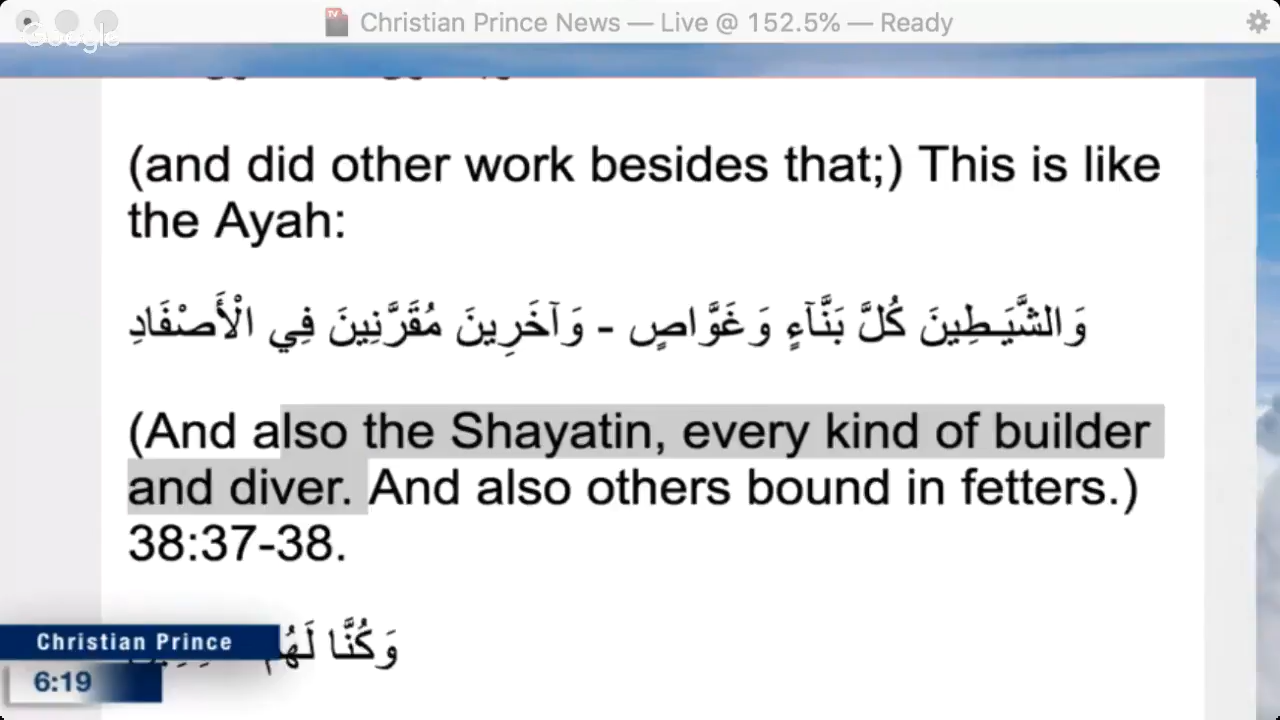 Christian Prince News — Live @ 152.5% — Ready
Google
(and did other work besides that;) This is like
the Ayah:
وَالشَّيَـطِينَ كُلَّ بَنَّآءٍ وَغَوَّاصٍ - وَآخَرِينَ مُقَرَّنِينَ فِي الْأَصْفَادِ
(And also the Shayatin, every kind of builder
and diver. And also others bound in fetters.)
38:37-38.
وَكُنَّا لَهُمْ
Christian Prince
6:19